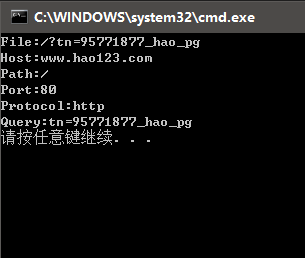 C:\WINDOWS\system32\cmd.exe
File:/?tn=95771877_hao_pg
Host:www.hao123.com
Path:/
Port:80
Protocol:http
Query:tn=95771877_hao_pg
请按任意键继续. . .